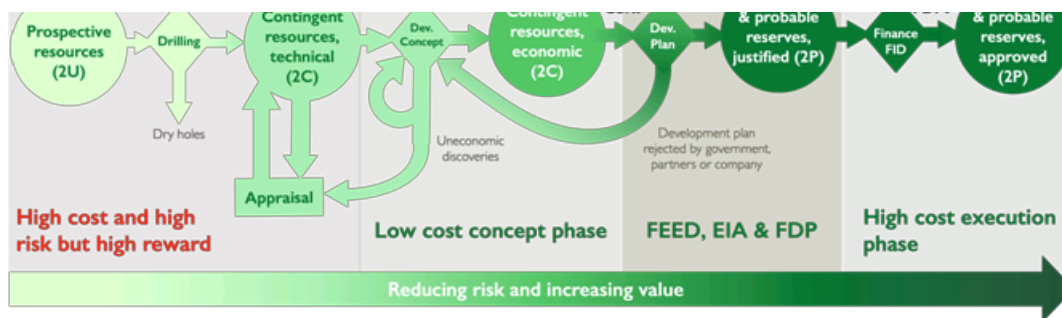 Prospective
resources
(2U)
Drilling
Contingent
resources,
technical
(2C)
Dev.
Concept
Contingent
resources,
economic
(2C)
Dev.
Plan
& probable
reserves,
justified (2P)
Finance
FID
& probable
reserves,
approved
(2P)
Dry holes
Appraisal
Uneconomic
discoveries
Development plan
rejected by government,
partners or company
High cost and high
risk but high reward
Low cost concept phase
FEED, EIA & FDP
High cost execution
phase
Reducing risk and increasing value